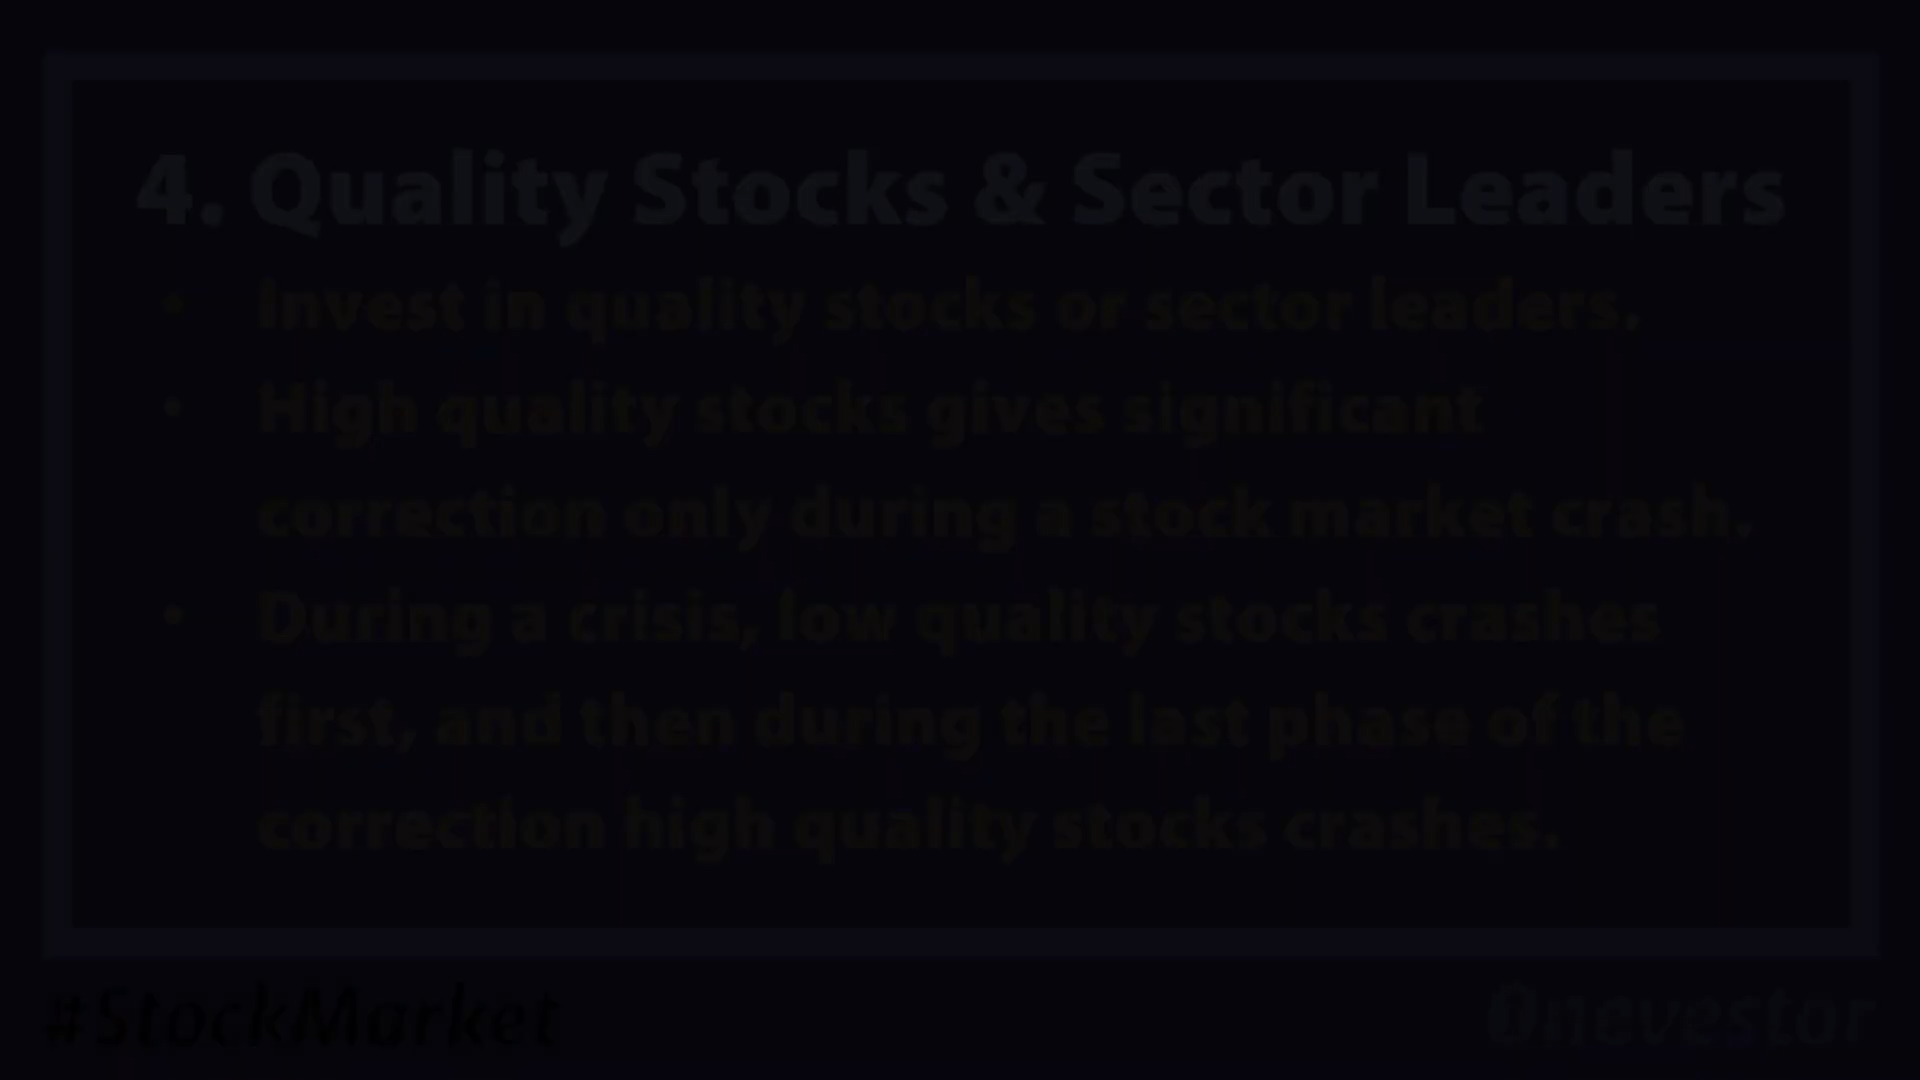 4. Quality Stocks & Sector Leaders
• Invest in quality stocks or sector leaders.
• High quality stocks gives significant
correction only during a stock market crash.
• During a crisis, low quality stocks crashes
first, and then during the last phase of the
correction high quality stocks crashes.
#StockMarket
Onevestor